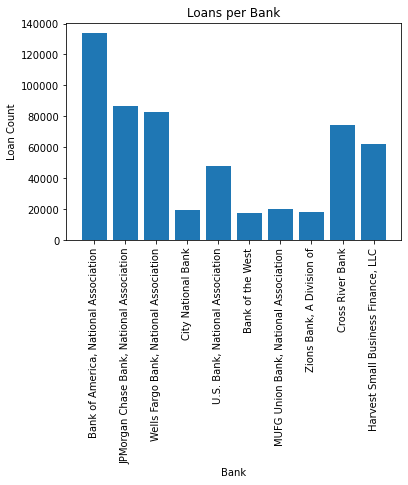 Loans per Bank
Loan Count
140000
120000
100000
80000
60000
40000
20000
0
Bank of America, National Association
JPMorgan Chase Bank, National Association
Wells Fargo Bank, National Association
City National Bank
U.S. Bank, National Association
Bank of the West
MUFG Union Bank, National Association
Zions Bank, A Division of
Cross River Bank
Harvest Small Business Finance, LLC
Bank